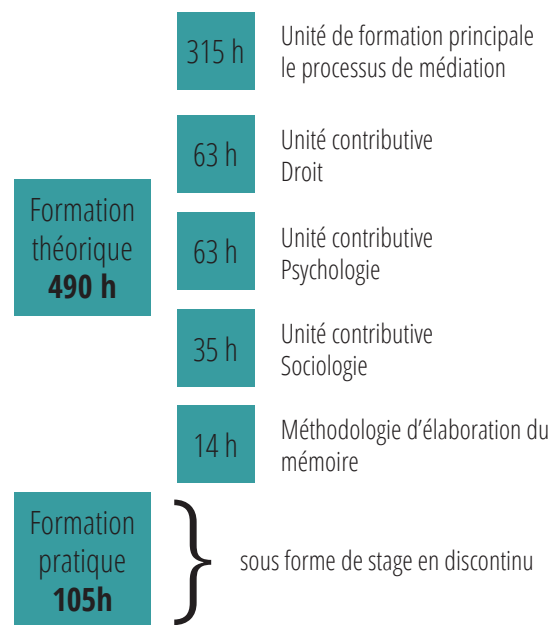 315 h
Unité de formation principale
le processus de médiation
63 h
Unité contributive
Droit
Formation
théorique
490 h
63 h
Unité contributive
Psychologie
35 h
Unité contributive
Sociologie
14 h
Méthodologie d'élaboration du
mémoire
Formation
pratique
105h
sous forme de stage en discontinu